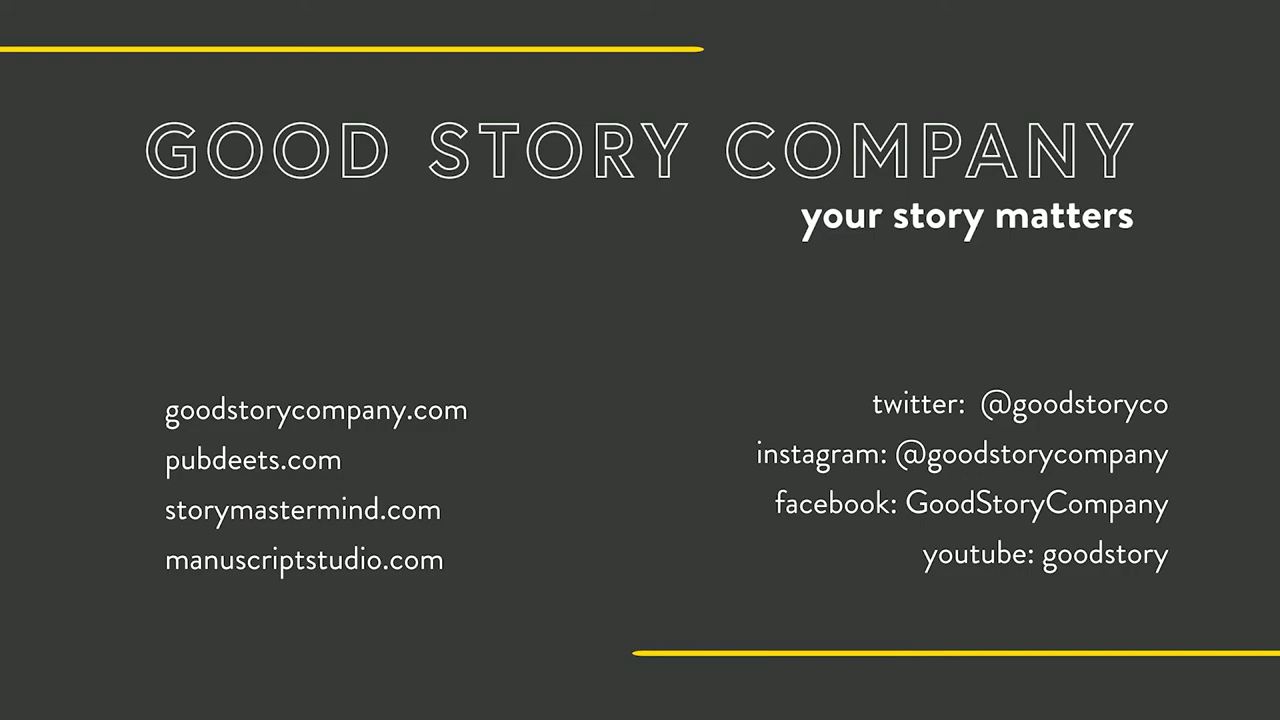 GOOD STORY COMPANY
your story matters
goodstorycompany.com
pubdeets.com
storymastermind.com
manuscriptstudio.com
twitter: @goodstoryco
instagram: @goodstorycompany
facebook: GoodStoryCompany
youtube: goodstory